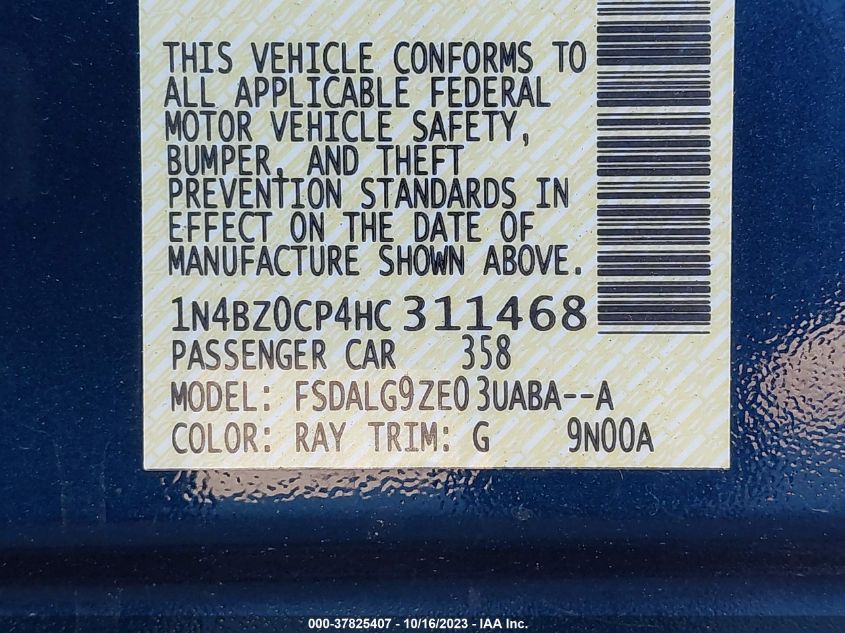 THIS VEHICLE CONFORMS TO
ALL APPLICABLE FEDERAL
MOTOR VEHICLE SAFETY,
BUMPER, AND THEFT
PREVENTION STANDARDS IN
EFFECT ON THE DATE OF
MANUFACTURE SHOWN ABOVE.
1N4BZ0CP4HC 311468
PASSENGER CAR 358
MODEL: FSDALG9ZE0 3UABA--A
COLOR: RAY TRIM: G 9N00A
000-37825407 - 10/16/2023 - IAA Inc.